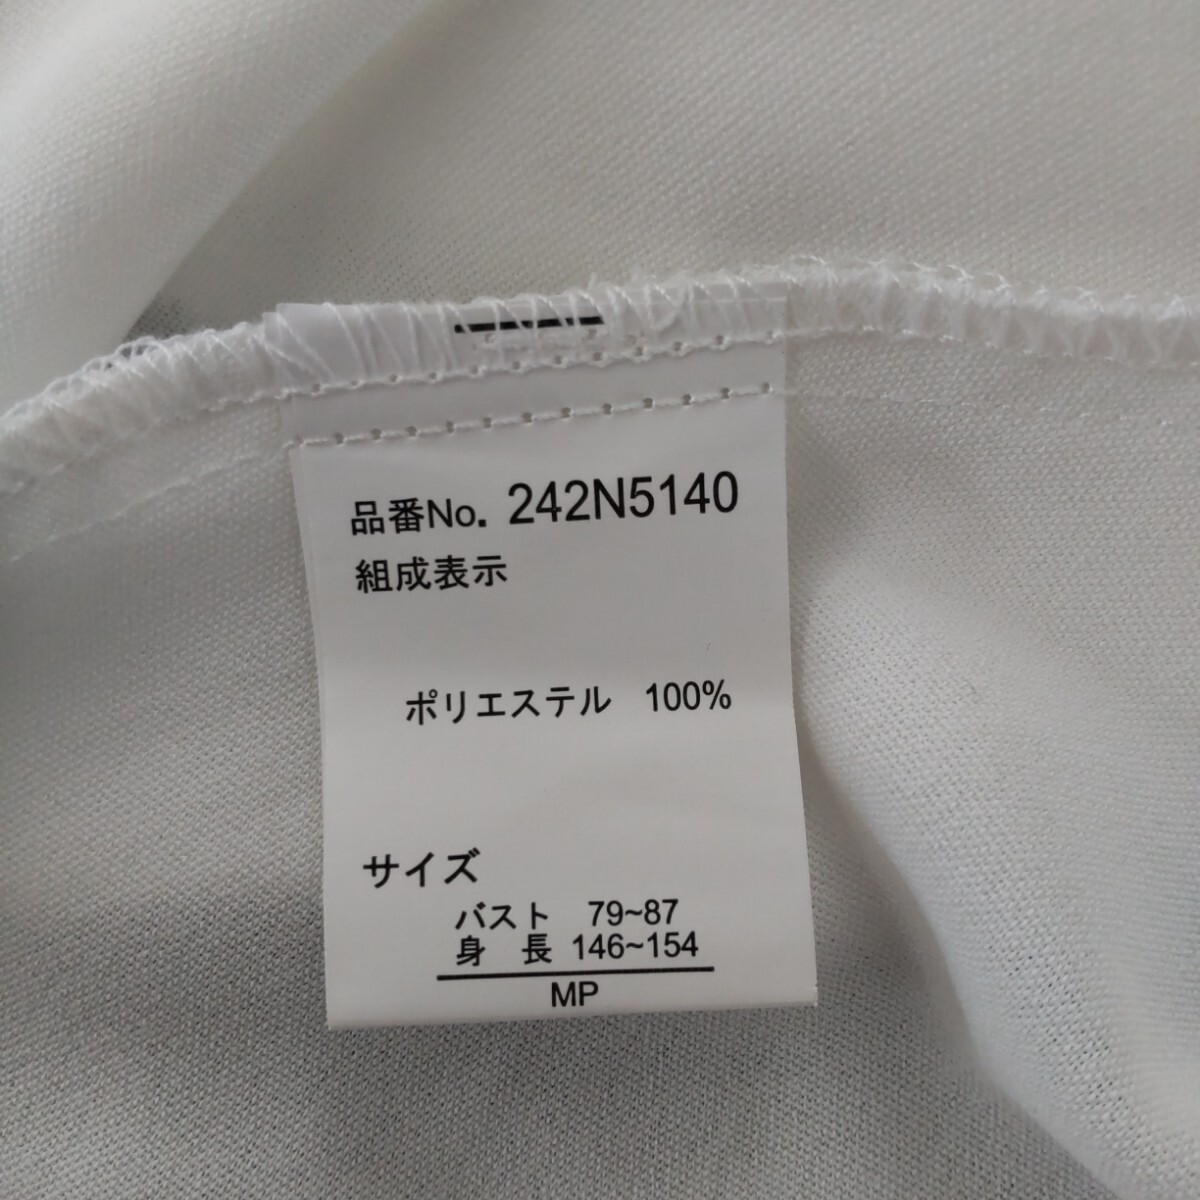 品番No. 242N5140
組成表示
ポリエステル 100%
サイズ
バスト 79~87
身 長 146~154
MP